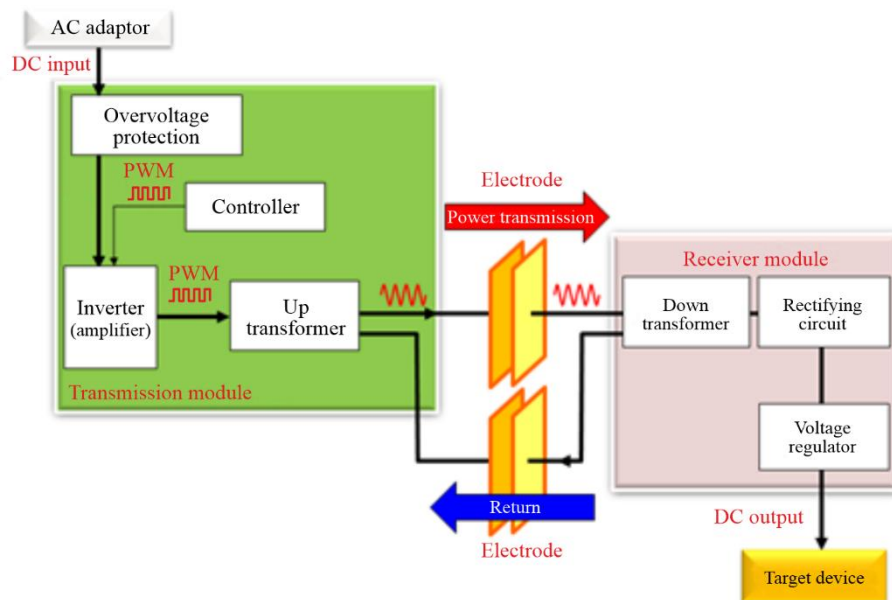 AC adaptor
DC input
Overvoltage
protection
PWM
Controller
Electrode
Power transmission
Receiver module
PWM
Inverter
(amplifier)
Up
transformer
Down
transformer
Rectifying
circuit
Transmission module
Voltage
regulator
Return
DC output
Electrode
Target device